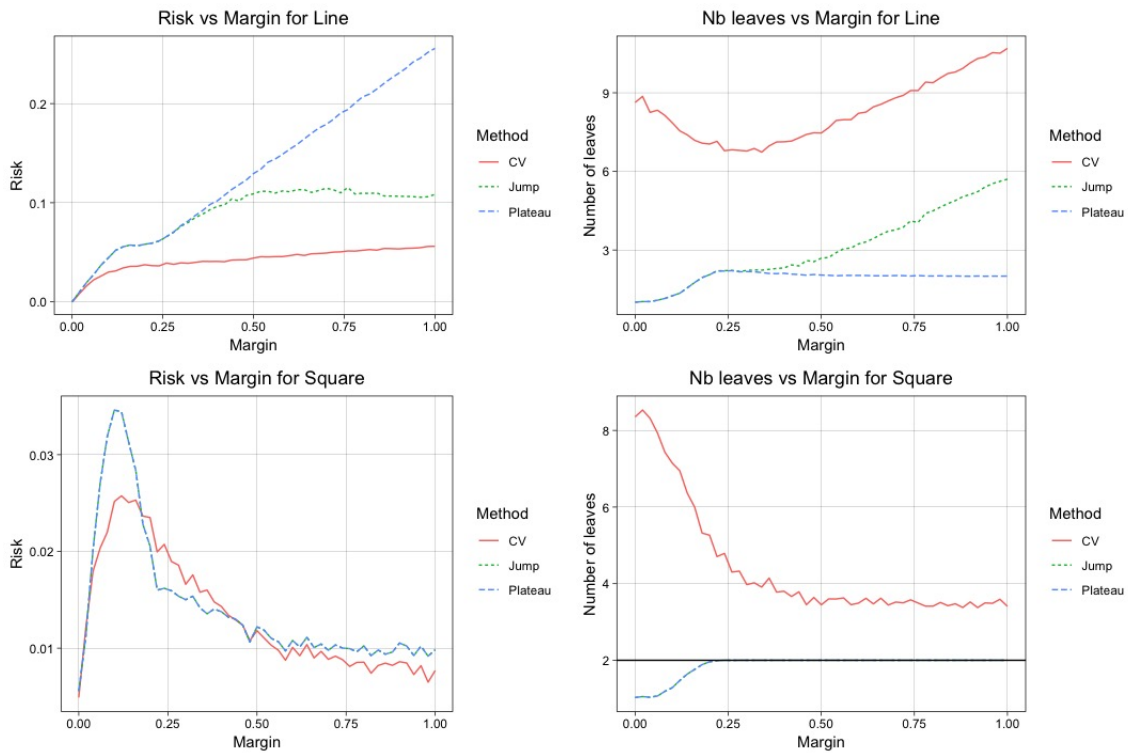 Risk vs Margin for Line
0.2
0.1
0.0
Risk
0.00 0.25 0.50 0.75 1.00
Margin
Method
CV
Jump
Plateau
Nb leaves vs Margin for Line
9
6
3
Number of leaves
0.00 0.25 0.50 0.75 1.00
Margin
Method
CV
Jump
Plateau
Risk vs Margin for Square
0.03
0.02
0.01
Risk
0.00 0.25 0.50 0.75 1.00
Margin
Method
CV
Jump
Plateau
Nb leaves vs Margin for Square
8
6
4
2
Number of leaves
0.00 0.25 0.50 0.75 1.00
Margin
Method
CV
Jump
Plateau